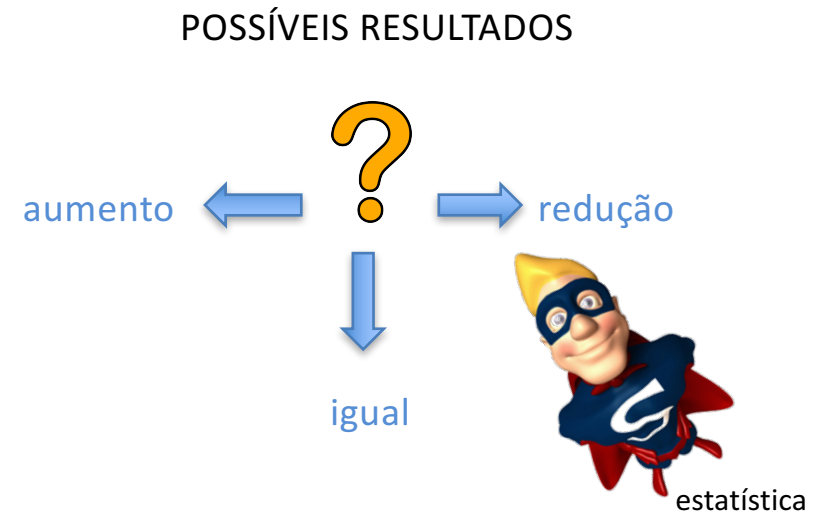 POSSÍVEIS RESULTADOS
?
aumento
redução
igual
estatística